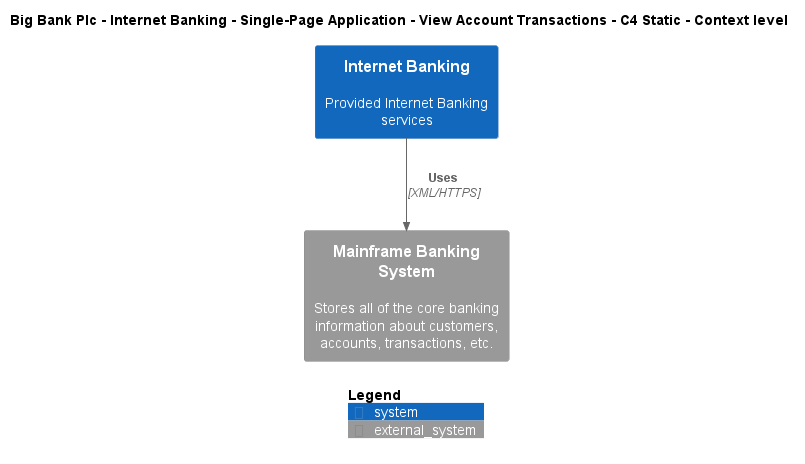 Big Bank Plc - Internet Banking - Single-Page Application - View Account Transactions - C4 Static - Context level
Internet Banking
Provided Internet Banking
services
Uses
[XML/HTTPS]
Mainframe Banking
System
Stores all of the core banking
information about customers,
accounts, transactions, etc.
Legend
system
external_system